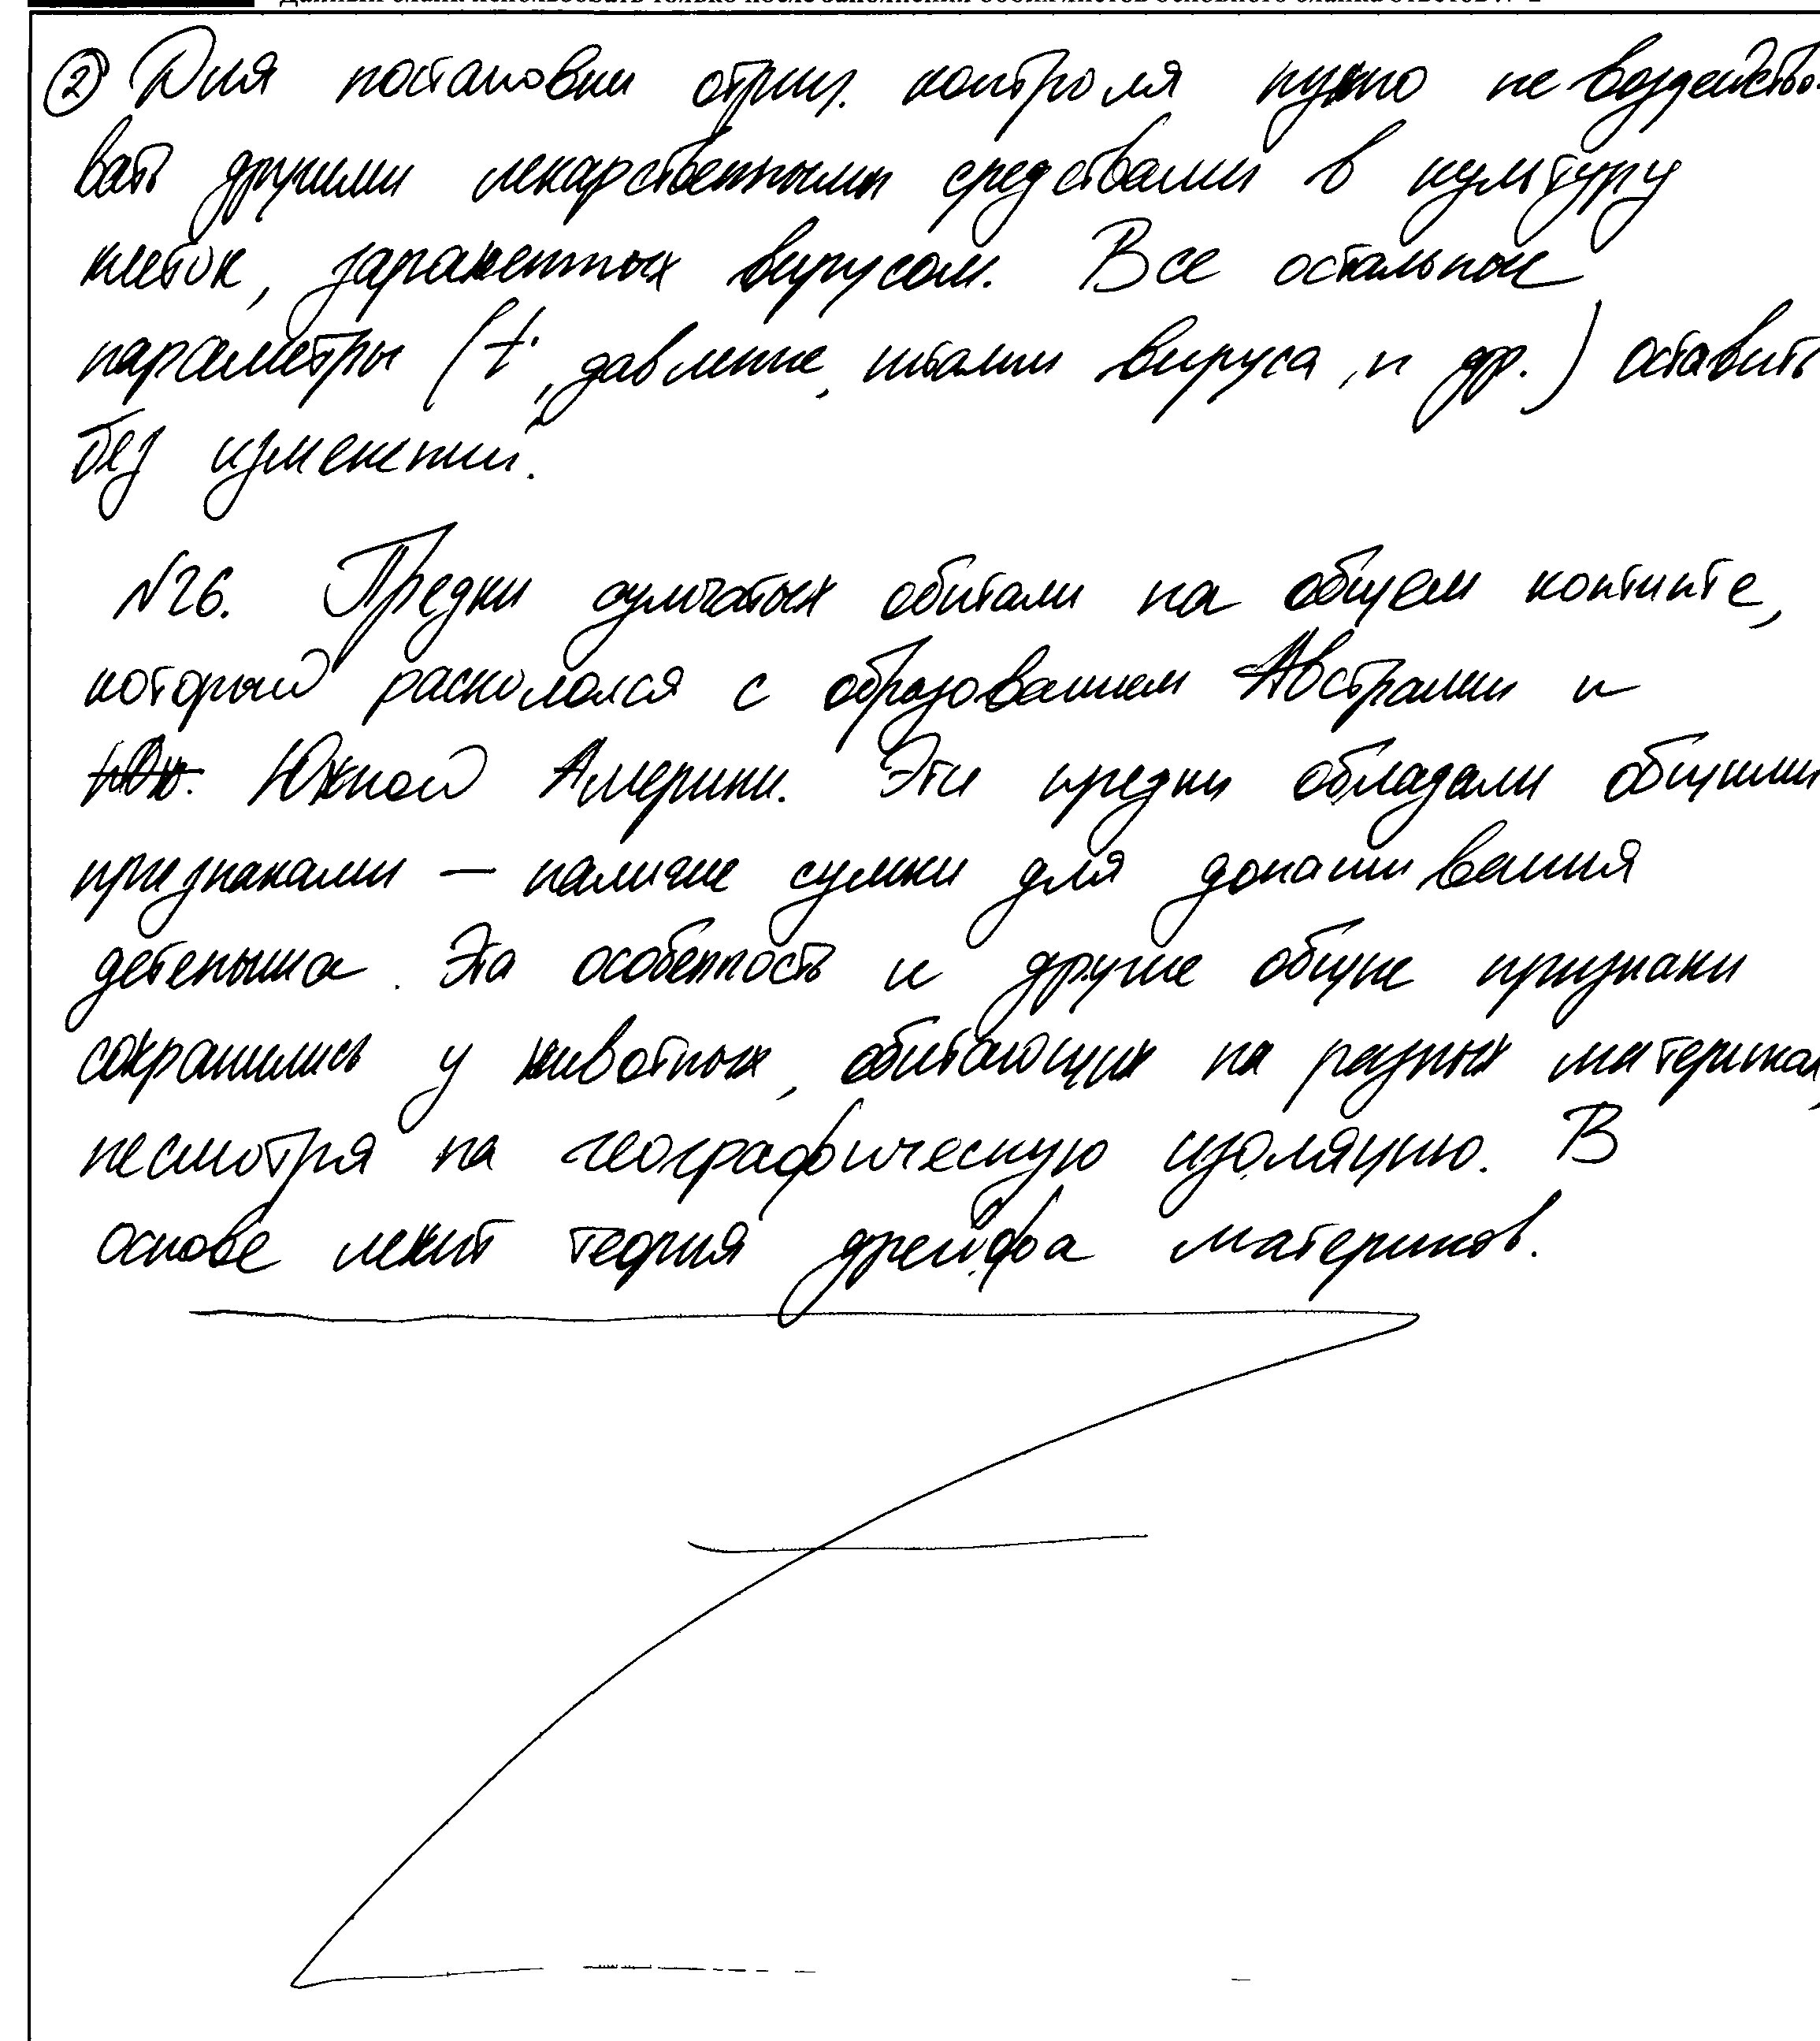 ② Для постановки отриц. контроля нужно не воздейство-
вать другими лекарственными средствами в культуру
клеток, зараженных вирусом. Все остальные
параметры (t°, давление, штамм вируса, и др.) оставить
без изменений.
№26. Предки сумчатых обитали на общем континте,
который раскололся с образованием Австралии и
Южной Америки. Эти предки обладали общими
признаками — наличие сумки для донашивания
детеныша. Эта особенность и другие общие признаки
сохранились у животных, обитающих на разных материках,
несмотря на географическую изоляцию. В
основе лежит теория дрейфа материков.